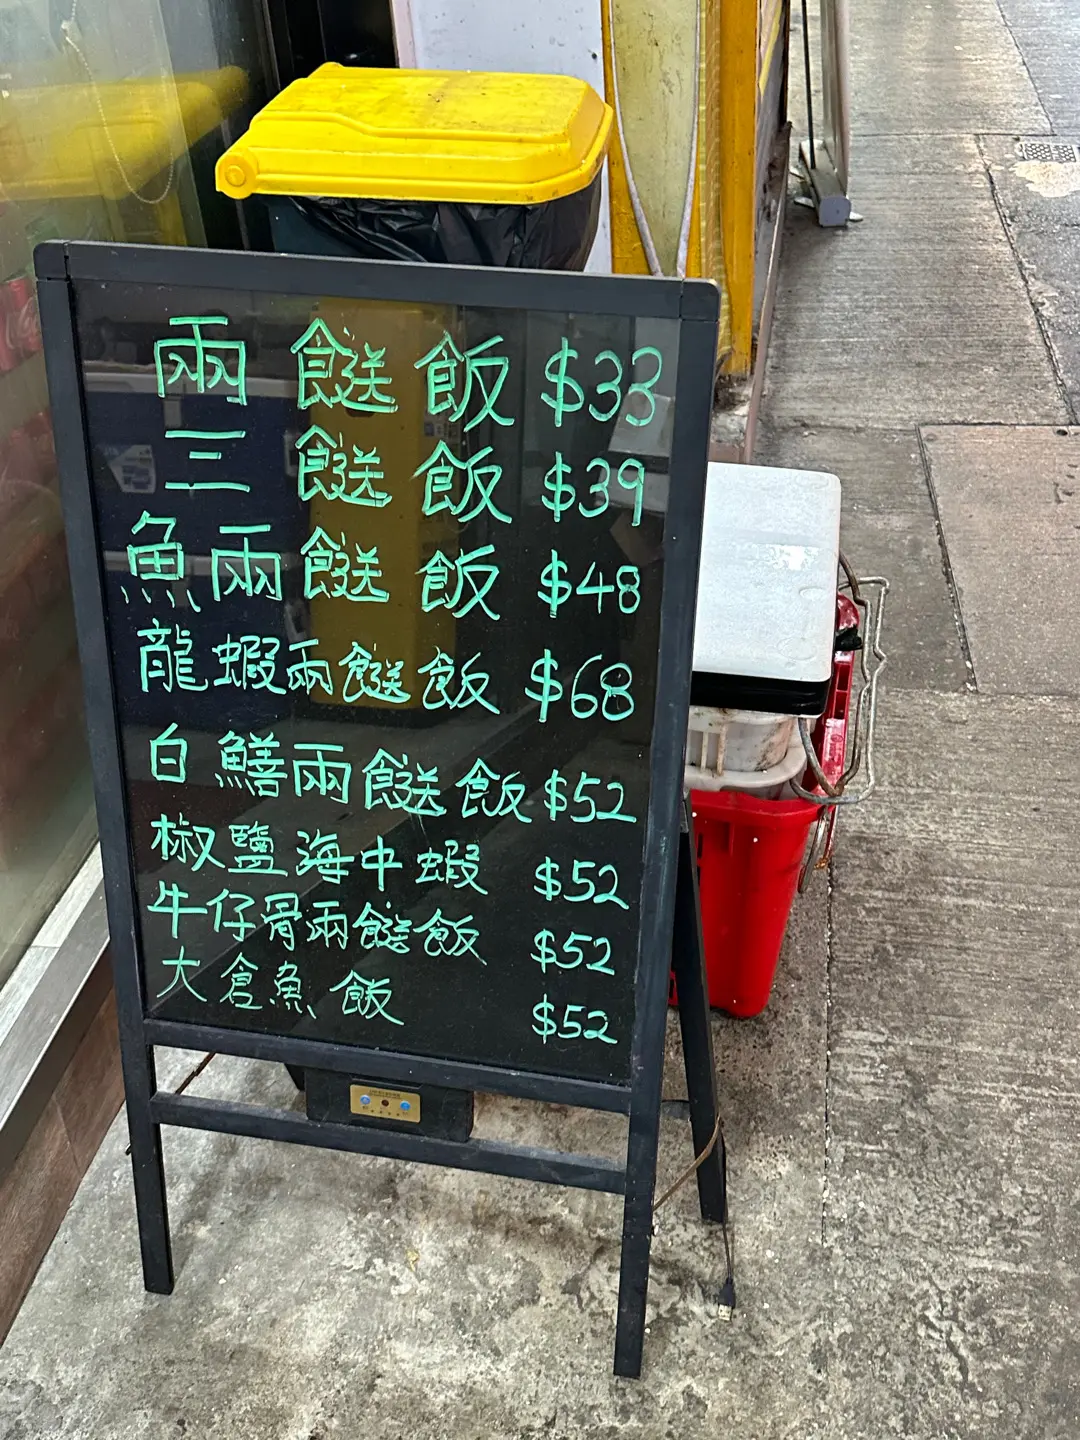 兩餸飯 $33
三餸飯 $39
魚兩餸飯 $48
龍蝦兩餸飯 $68
白鱔兩餸飯 $52
椒鹽海中蝦 $52
牛仔骨兩餸飯 $52
大倉魚飯 $52